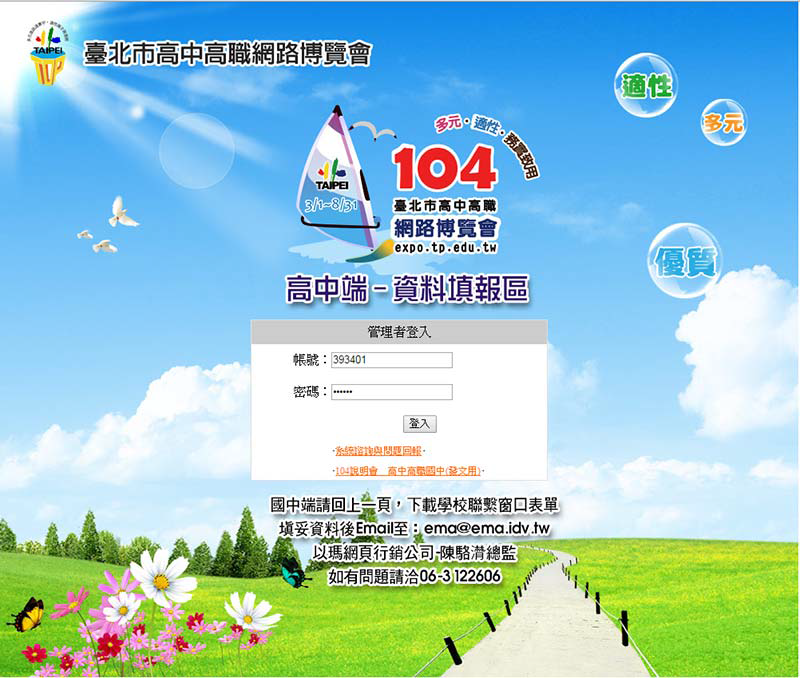 TAIPEI
臺北市高中高職網路博覽會
適性
多元
多元·適性·務實致用
TAIPEI
3/1~8/31
104
臺北市高中高職
網路博覽會
expo.tp.edu.tw
優質
高中端-資料填報區
管理者登入
帳號：393401
密碼：••••••
登入
·系統諮詢與問題回報·
·104說明會 高中高職國中(發文用)·
國中端請回上一頁，下載學校聯繫窗口表單
填妥資料後Email至：ema@ema.idv.tw
以瑪網頁行銷公司-陳駱潸總監
如有問題請洽06-3122606